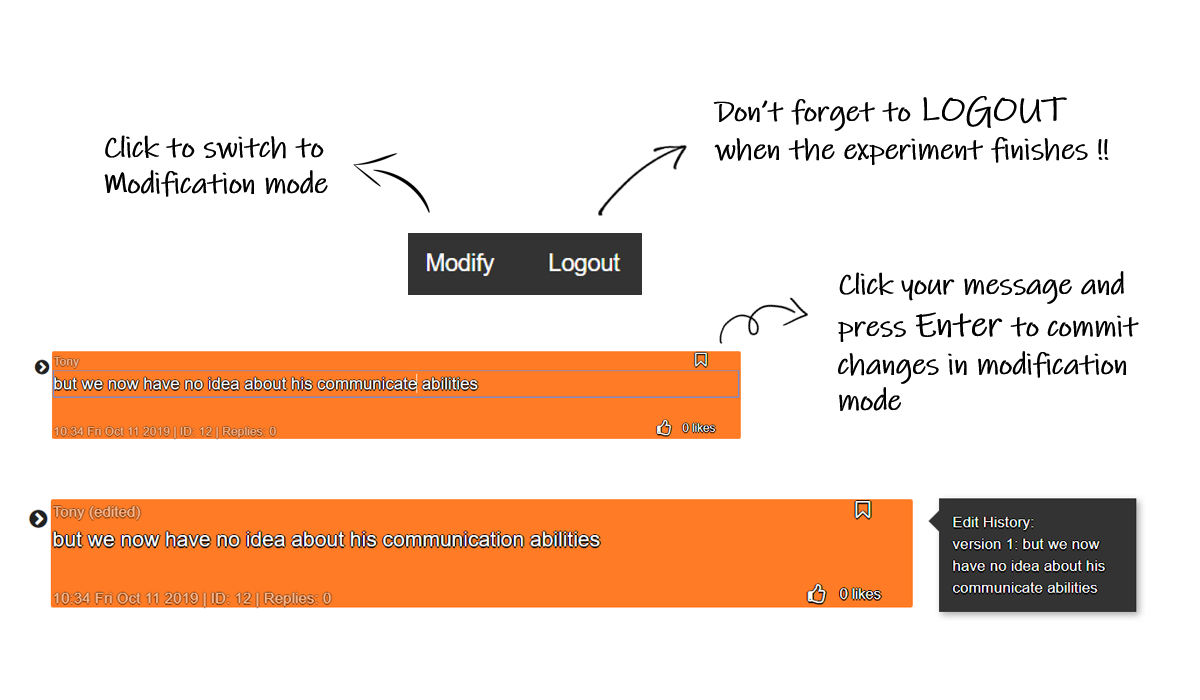 Don't forget to LOGOUT
when the experiment finishes !!
Click to switch to
Modification mode
Modify Logout
Click your message and
press Enter to commit
changes in modification
mode
Tony
but we now have no idea about his communicate abilities
10:34 Fri Oct 11 2019 | ID: 12 | Replies: 0
0 likes
Tony (edited)
but we now have no idea about his communication abilities
10:34 Fri Oct 11 2019 | ID: 12 | Replies: 0
0 likes
Edit History:
version 1: but we now
have no idea about his
communicate abilities